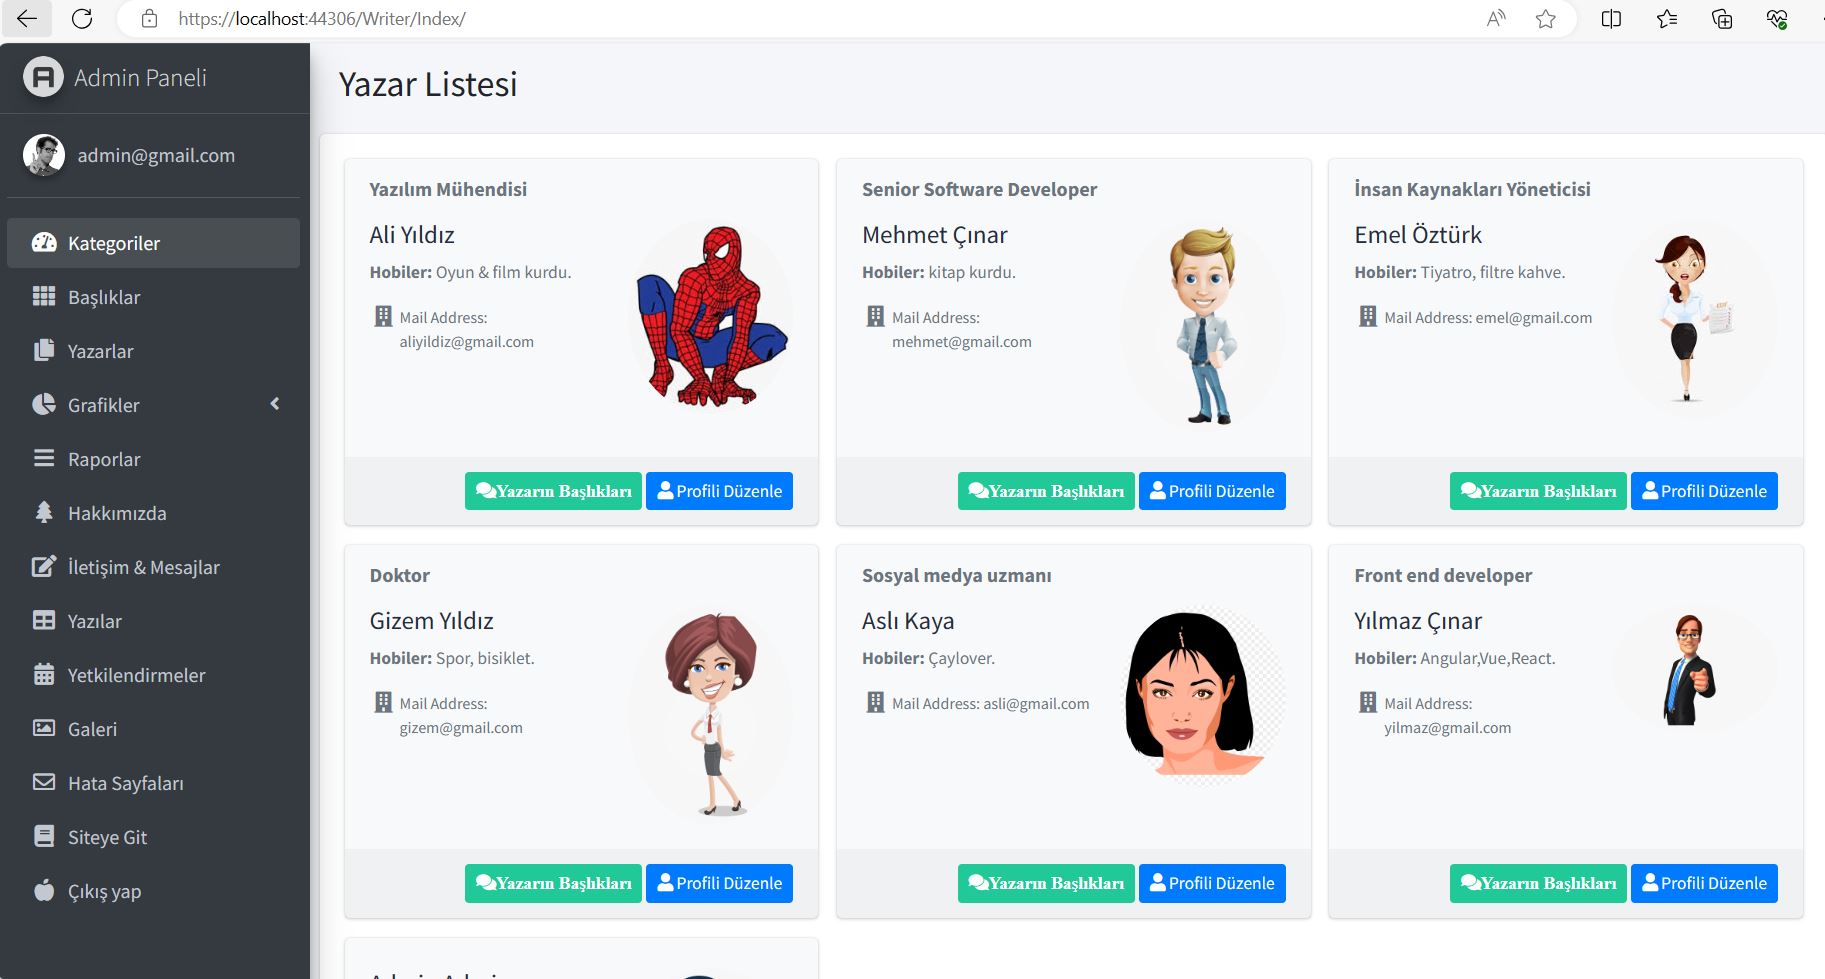 https://localhost:44306/Writer/Index/
Admin Paneli
admin@gmail.com
Kategoriler
Başlıklar
Yazarlar
Grafikler
Raporlar
Hakkımızda
İletişim & Mesajlar
Yazılar
Yetkilendirmeler
Galeri
Hata Sayfaları
Siteye Git
Çıkış yap
Yazar Listesi
Yazılım Mühendisi
Ali Yıldız
Hobiler: Oyun & film kurdu.
Mail Address:
aliyildiz@gmail.com
Yazarın Başlıkları Profili Düzenle
Senior Software Developer
Mehmet Çınar
Hobiler: kitap kurdu.
Mail Address:
mehmet@gmail.com
Yazarın Başlıkları Profili Düzenle
İnsan Kaynakları Yöneticisi
Emel Öztürk
Hobiler: Tiyatro, filtre kahve.
Mail Address: emel@gmail.com
Yazarın Başlıkları Profili Düzenle
Doktor
Gizem Yıldız
Hobiler: Spor, bisiklet.
Mail Address:
gizem@gmail.com
Yazarın Başlıkları Profili Düzenle
Sosyal medya uzmanı
Aslı Kaya
Hobiler: Çaylover.
Mail Address: asli@gmail.com
Yazarın Başlıkları Profili Düzenle
Front end developer
Yılmaz Çınar
Hobiler: Angular,Vue,React.
Mail Address:
yilmaz@gmail.com
Yazarın Başlıkları Profili Düzenle